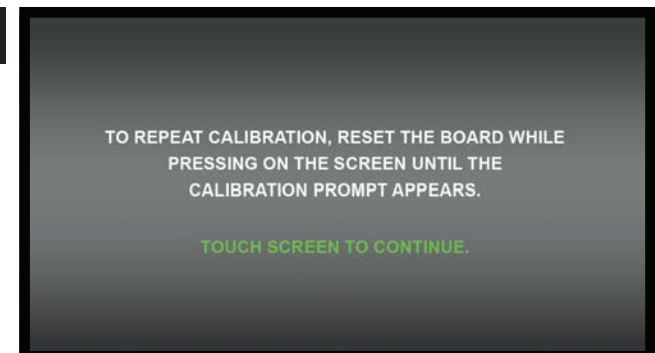 TO REPEAT CALIBRATION, RESET THE BOARD WHILE
PRESSING ON THE SCREEN UNTIL THE
CALIBRATION PROMPT APPEARS.
TOUCH SCREEN TO CONTINUE.